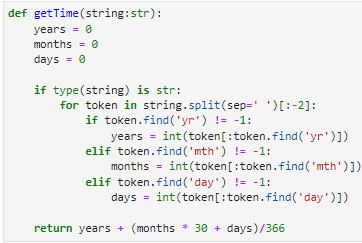 def getTime(string:str):
    years = 0
    months = 0
    days = 0

    if type(string) is str:
        for token in string.split(sep=' ')[:-2]:
            if token.find('yr') != -1:
                years = int(token[:token.find('yr')])
            elif token.find('mth') != -1:
                months = int(token[:token.find('mth')])
            elif token.find('day') != -1:
                days = int(token[:token.find('day')])

    return years + (months * 30 + days)/366